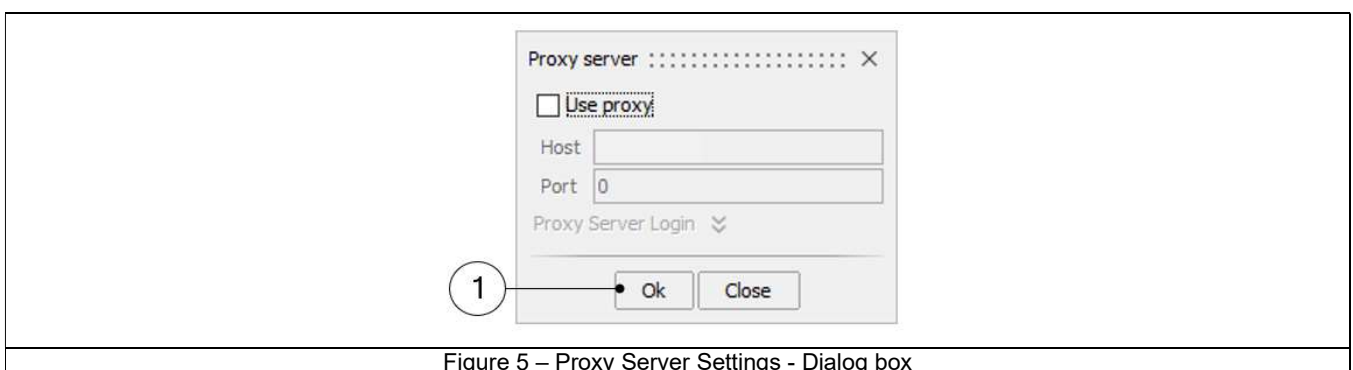 Proxy server
Use proxy
Host
Port 0
Proxy Server Login
1
Ok Close
Figure 5 – Proxy Server Settings - Dialog box